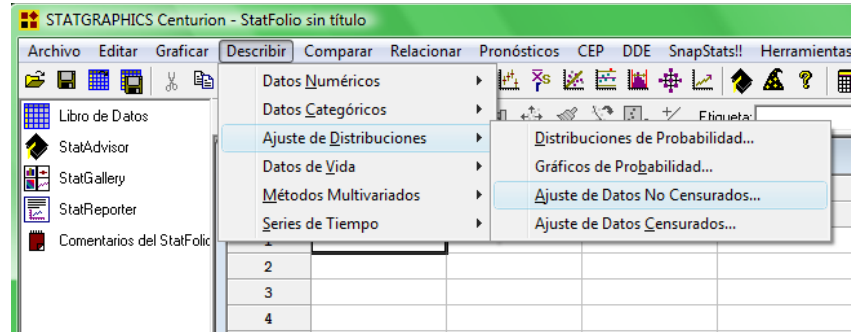 STATGRAPHICS Centurion - StatFolio sin título
Archivo Editar Graficar Describir Comparar Relacionar Pronósticos CEP DDE SnapStats!! Herramientas
Datos Numéricos
Datos Categóricos
Ajuste de Distribuciones
Datos de Vida
Métodos Multivariados
Series de Tiempo
Distribuciones de Probabilidad...
Gráficos de Probabilidad...
Ajuste de Datos No Censurados...
Ajuste de Datos Censurados...
Etiqueta:
Libro de Datos
StatAdvisor
StatGallery
StatReporter
Comentarios del StatFolic
1
2
3
4